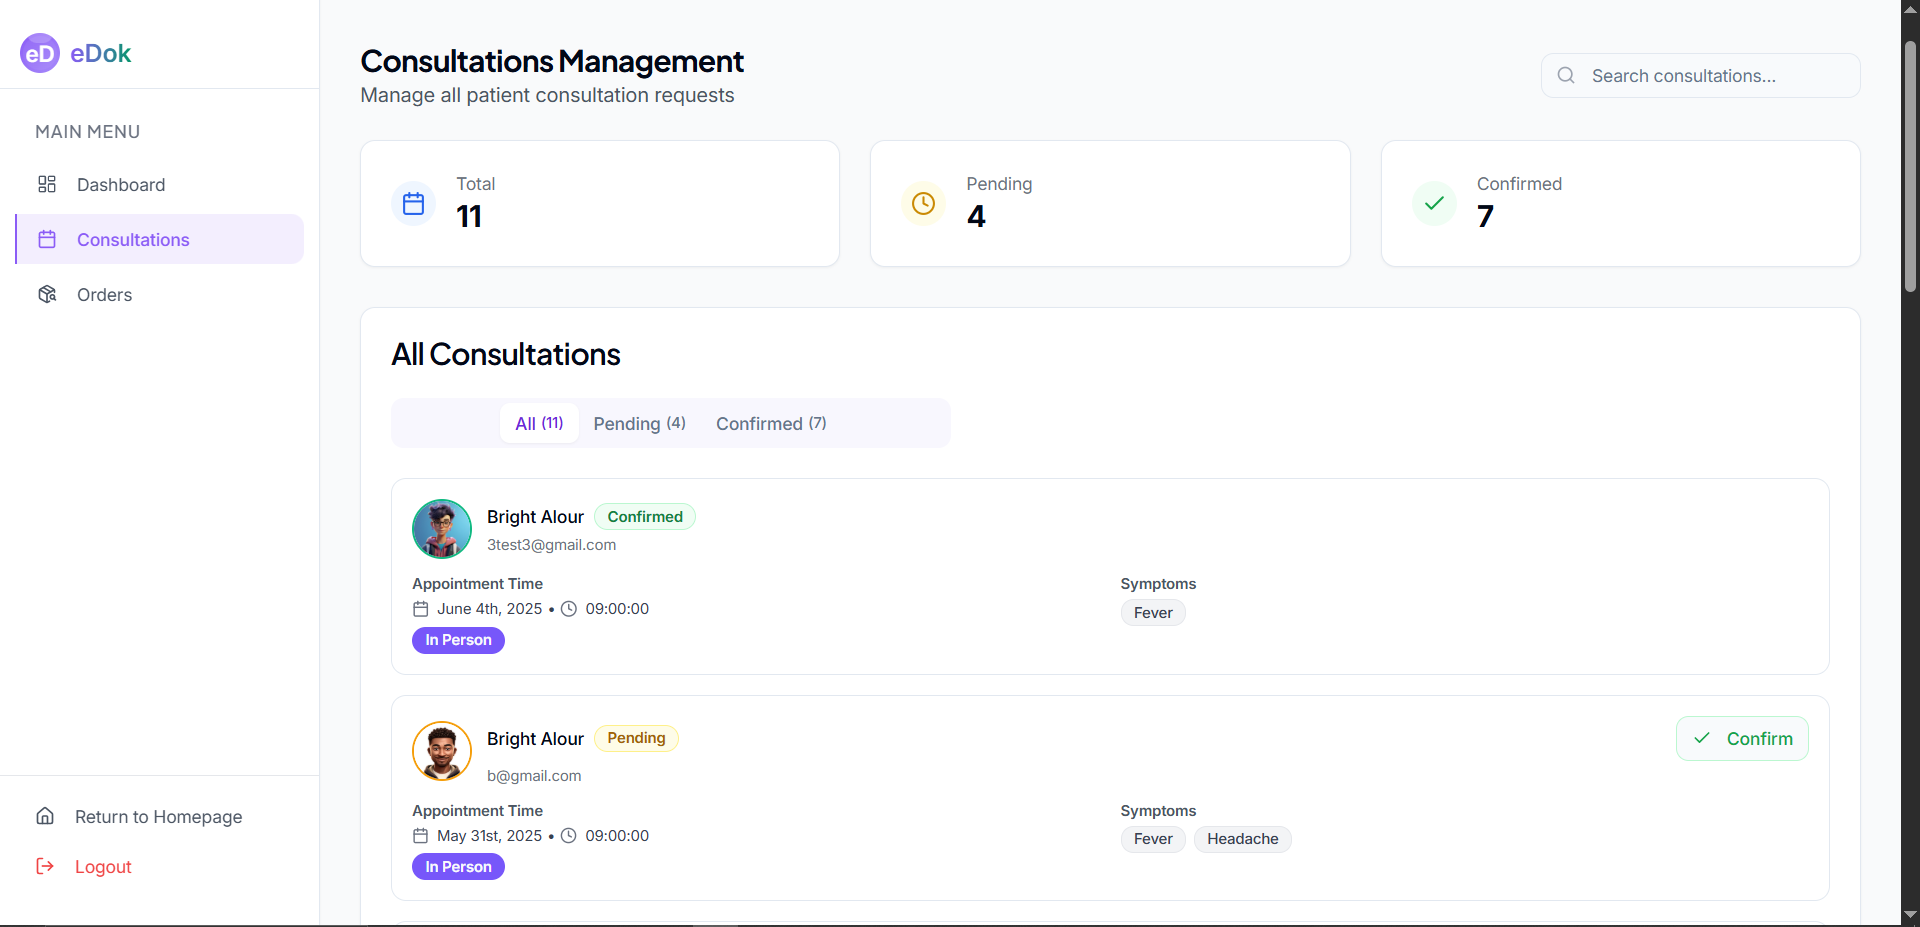 eD eDok
MAIN MENU
Dashboard
Consultations
Orders
Return to Homepage
Logout
Consultations Management
Manage all patient consultation requests
Search consultations...
Total
11
Pending
4
Confirmed
7
All Consultations
All (11) Pending (4) Confirmed (7)
Bright Alour Confirmed
3test3@gmail.com
Appointment Time
June 4th, 2025 • 09:00:00
In Person
Symptoms
Fever
Bright Alour Pending
Confirm
b@gmail.com
Appointment Time
May 31st, 2025 • 09:00:00
In Person
Symptoms
Fever Headache